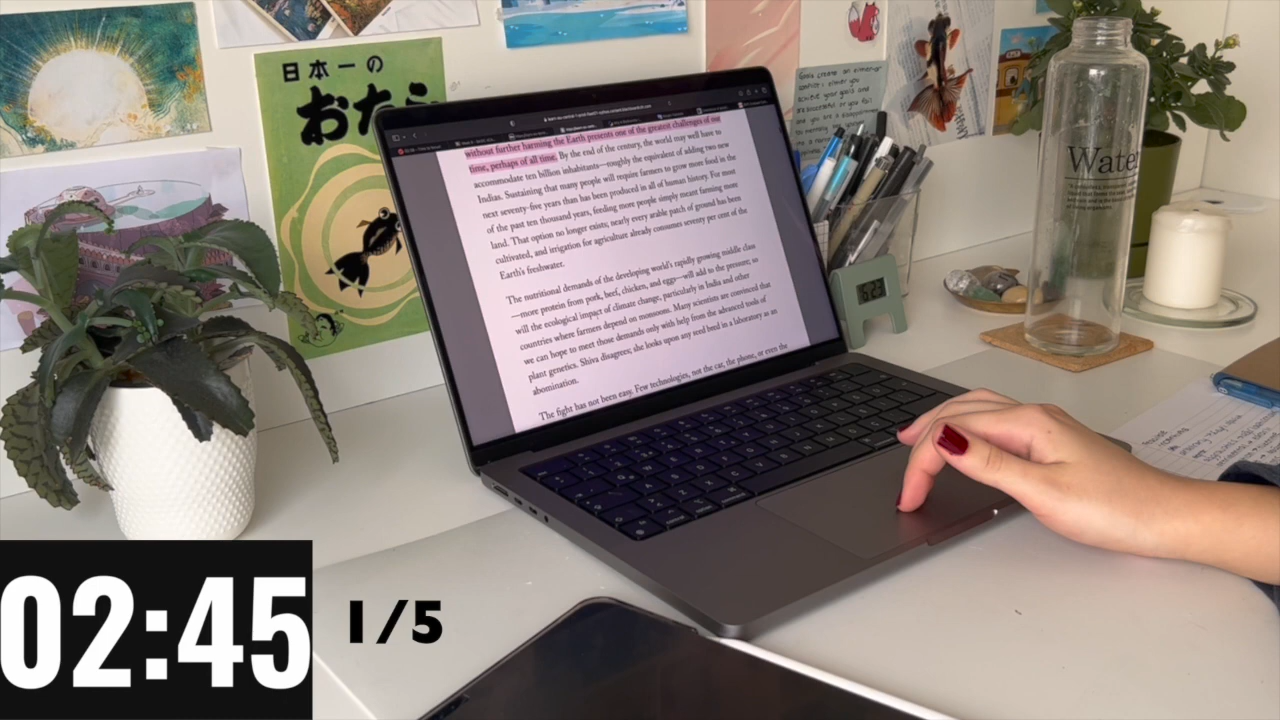 日本一の
おたら
without further harming the Earth presents one of the greatest challenges of our
time, perhaps of all time. By the end of the century, the world may well have to
accommodate ten billion inhabitants—roughly the equivalent of adding two new
Indias. Sustaining that many people will require farmers to grow more food in the
next seventy-five years than has been produced in all of human history. For most
of the past ten thousand years, feeding more people simply meant farming more
land. That option no longer exists; nearly every arable patch of ground has been
cultivated, and irrigation for agriculture already consumes seventy per cent of the
Earth's freshwater.
The nutritional demands of the developing world's rapidly growing middle class
—more protein from pork, beef, chicken, and eggs—will add to the pressure; so
will the ecological impact of climate change, particularly in India and other
countries where farmers depend on monsoons. Many scientists are convinced that
we can hope to meet those demands only with help from the advanced tools of
plant genetics. Shiva disagrees; she looks upon any seed bred in a laboratory as an
abomination.
The fight has not been easy. Few technologies, not the car, the phone, or even the
6:23
Water
02:45
1/5